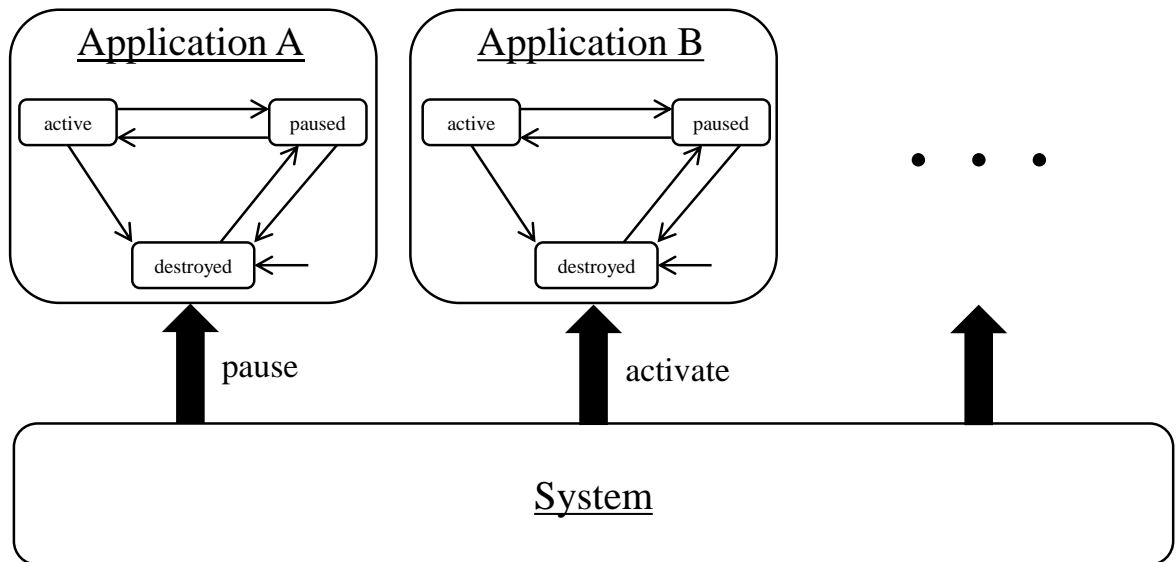 Application A
Application B
active
paused
active
paused
destroyed
destroyed
pause
activate
System